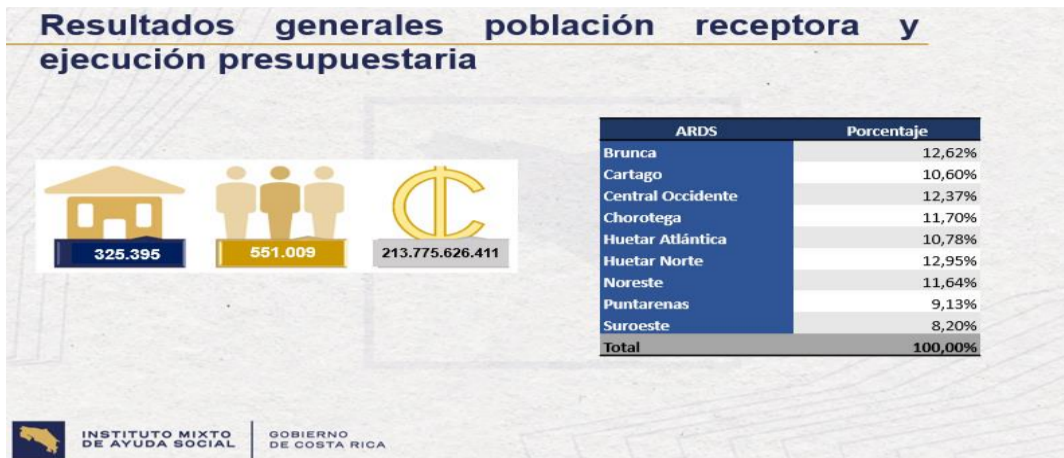 Resultados generales población receptora y
ejecución presupuestaria
325.395
551.009
213.775.626.411
ARDS Porcentaje
Brunca 12,62%
Cartago 10,60%
Central Occidente 12,37%
Chorotega 11,70%
Huetar Atlántica 10,78%
Huetar Norte 12,95%
Noreste 11,64%
Puntarenas 9,13%
Suroeste 8,20%
Total 100,00%
INSTITUTO MIXTO
DE AYUDA SOCIAL
GOBIERNO
DE COSTA RICA